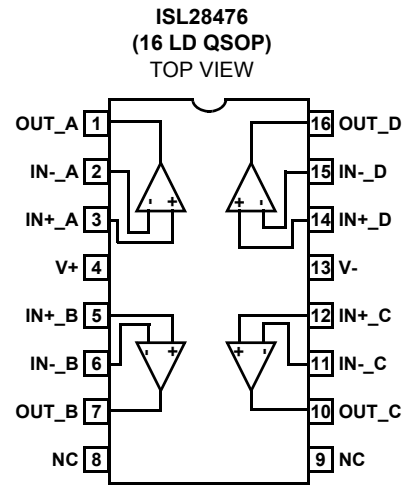 ISL28476
(16 LD QSOP)
TOP VIEW
OUT_A 1 16 OUT_D
IN-_A 2 15 IN-_D
IN+_A 3 14 IN+_D
- + + -
V+ 4 13 V-
IN+_B 5 12 IN+_C
- + + -
IN-_B 6 11 IN-_C
OUT_B 7 10 OUT_C
NC 8 9 NC